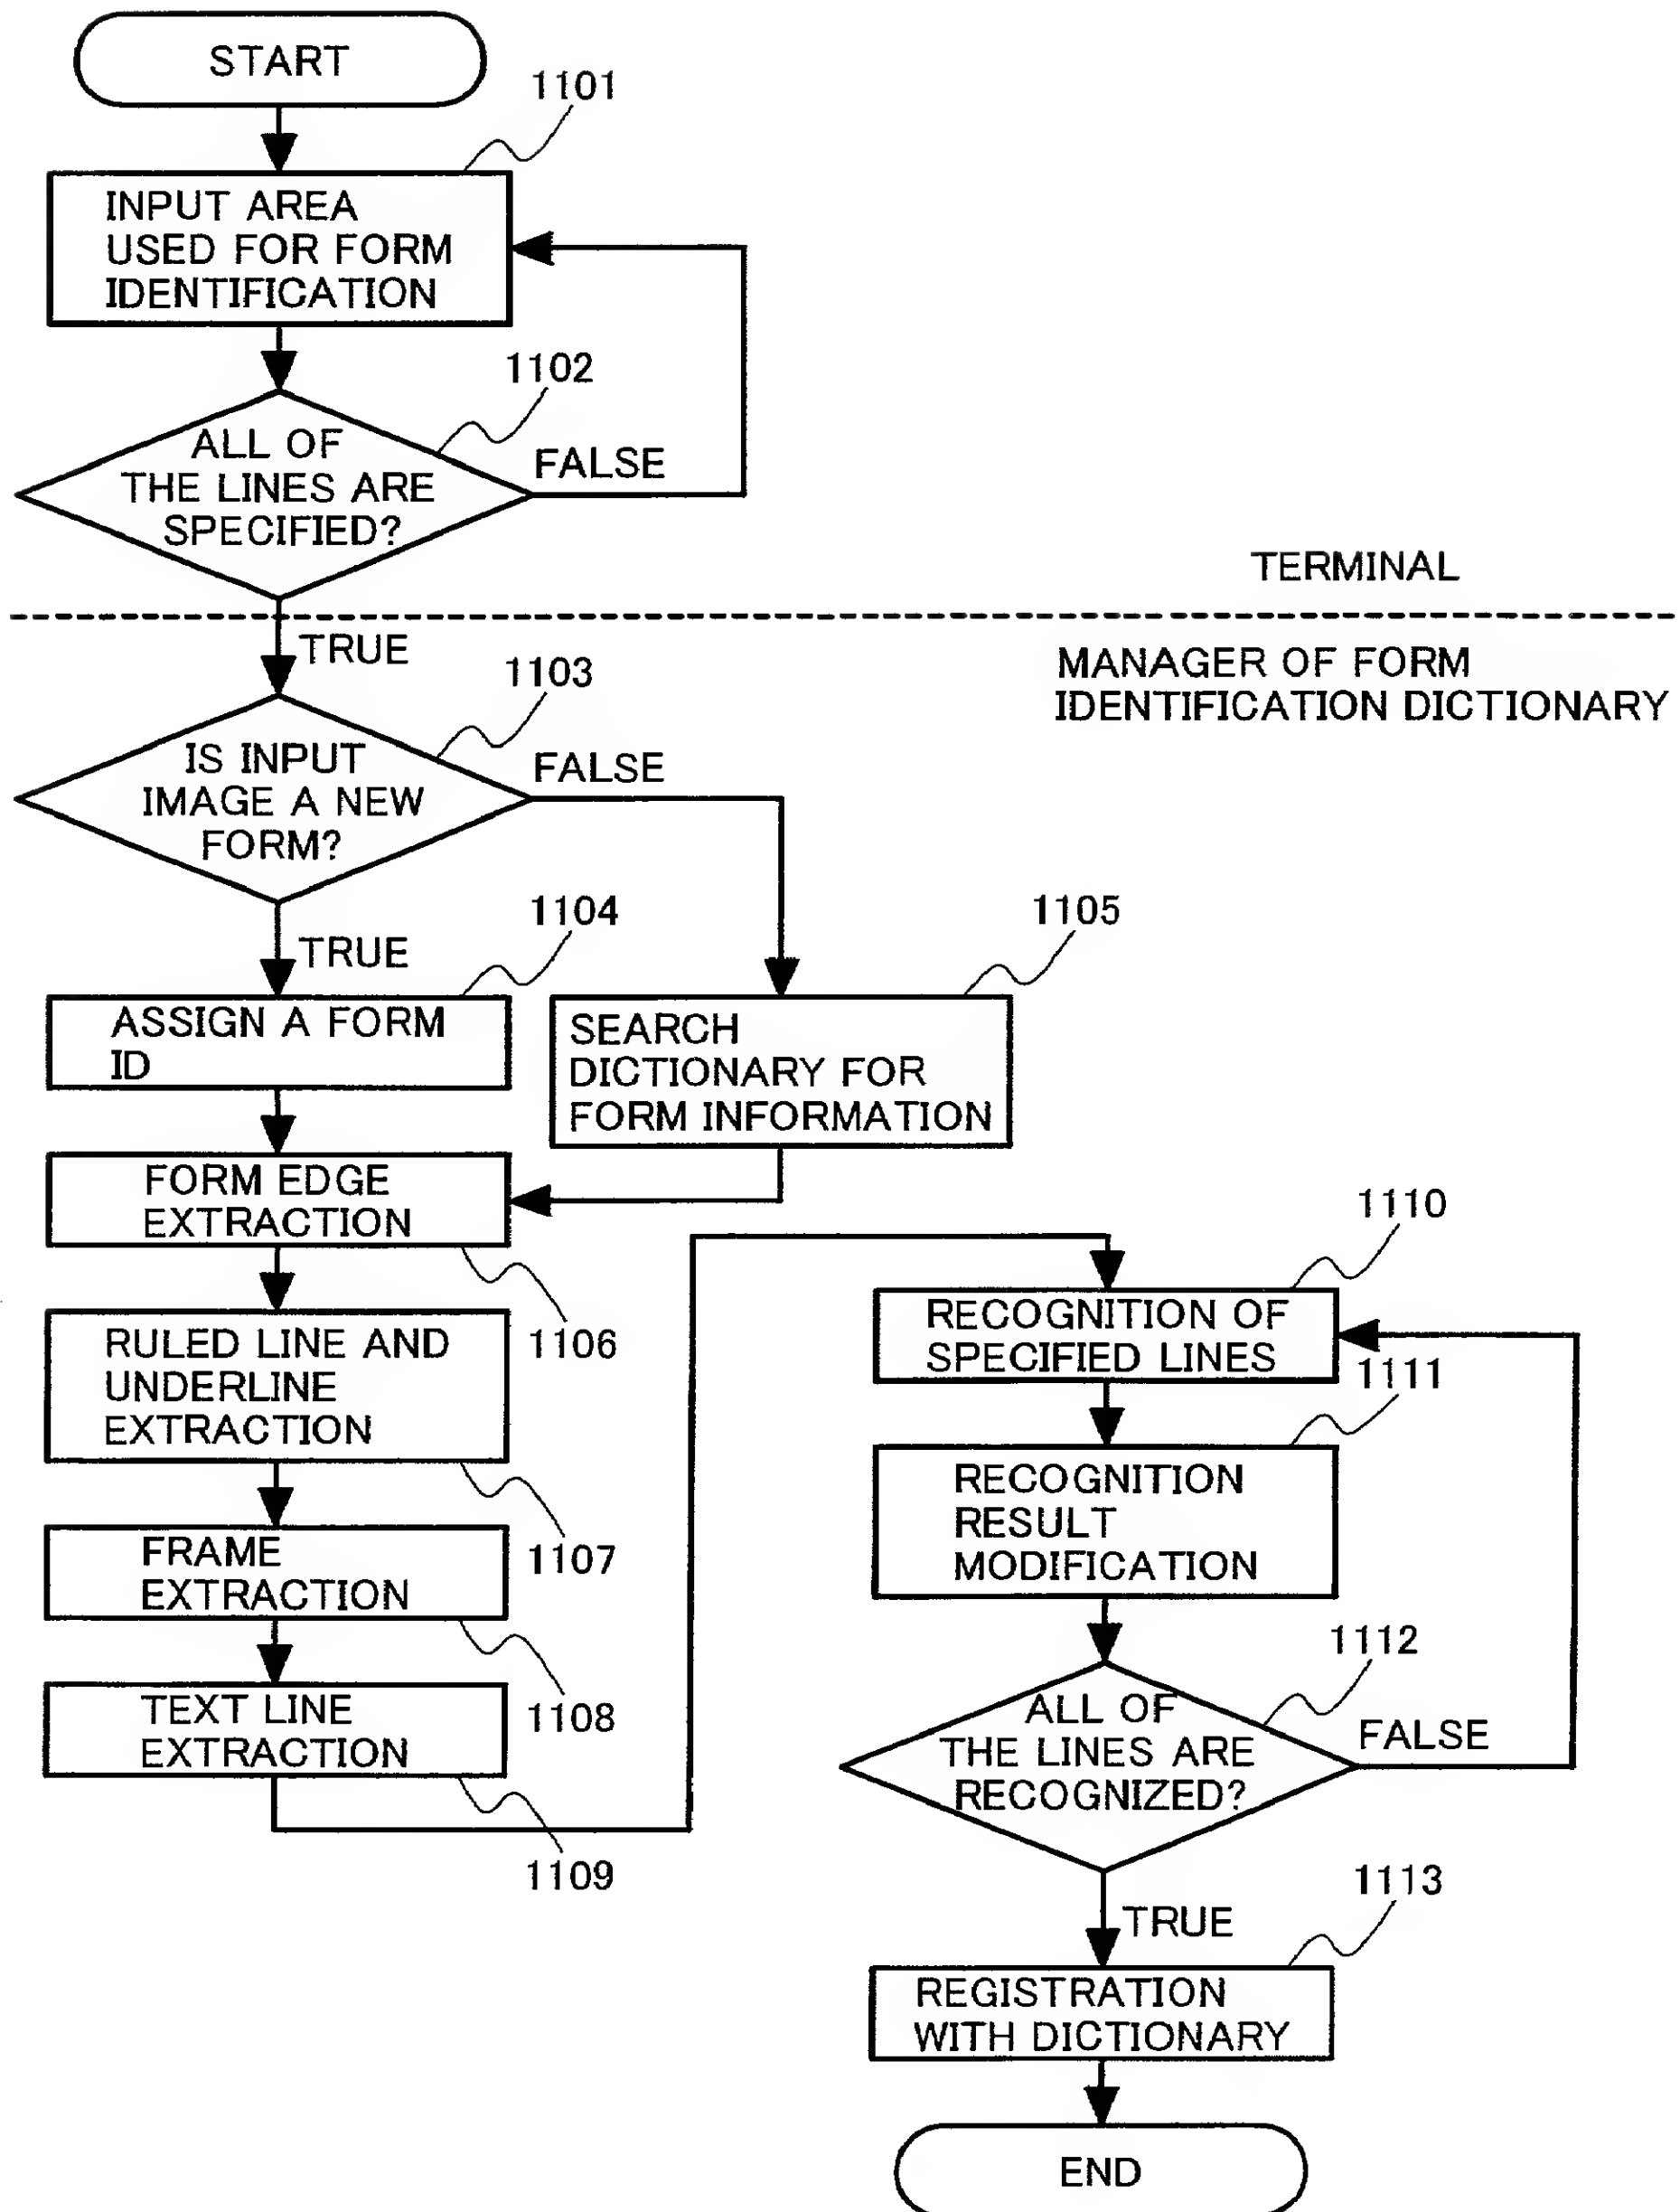 START
1101
INPUT AREA
USED FOR FORM
IDENTIFICATION
1102
ALL OF
THE LINES ARE
SPECIFIED?
FALSE
TERMINAL
TRUE
MANAGER OF FORM
IDENTIFICATION DICTIONARY
1103
IS INPUT
IMAGE A NEW
FORM?
FALSE
TRUE
1104
ASSIGN A FORM
ID
1105
SEARCH
DICTIONARY FOR
FORM INFORMATION
FORM EDGE
EXTRACTION
1106
RULED LINE AND
UNDERLINE
EXTRACTION
1107
FRAME
EXTRACTION
1108
TEXT LINE
EXTRACTION
1109
1110
RECOGNITION OF
SPECIFIED LINES
1111
RECOGNITION
RESULT
MODIFICATION
1112
ALL OF
THE LINES ARE
RECOGNIZED?
FALSE
TRUE
1113
REGISTRATION
WITH DICTIONARY
END